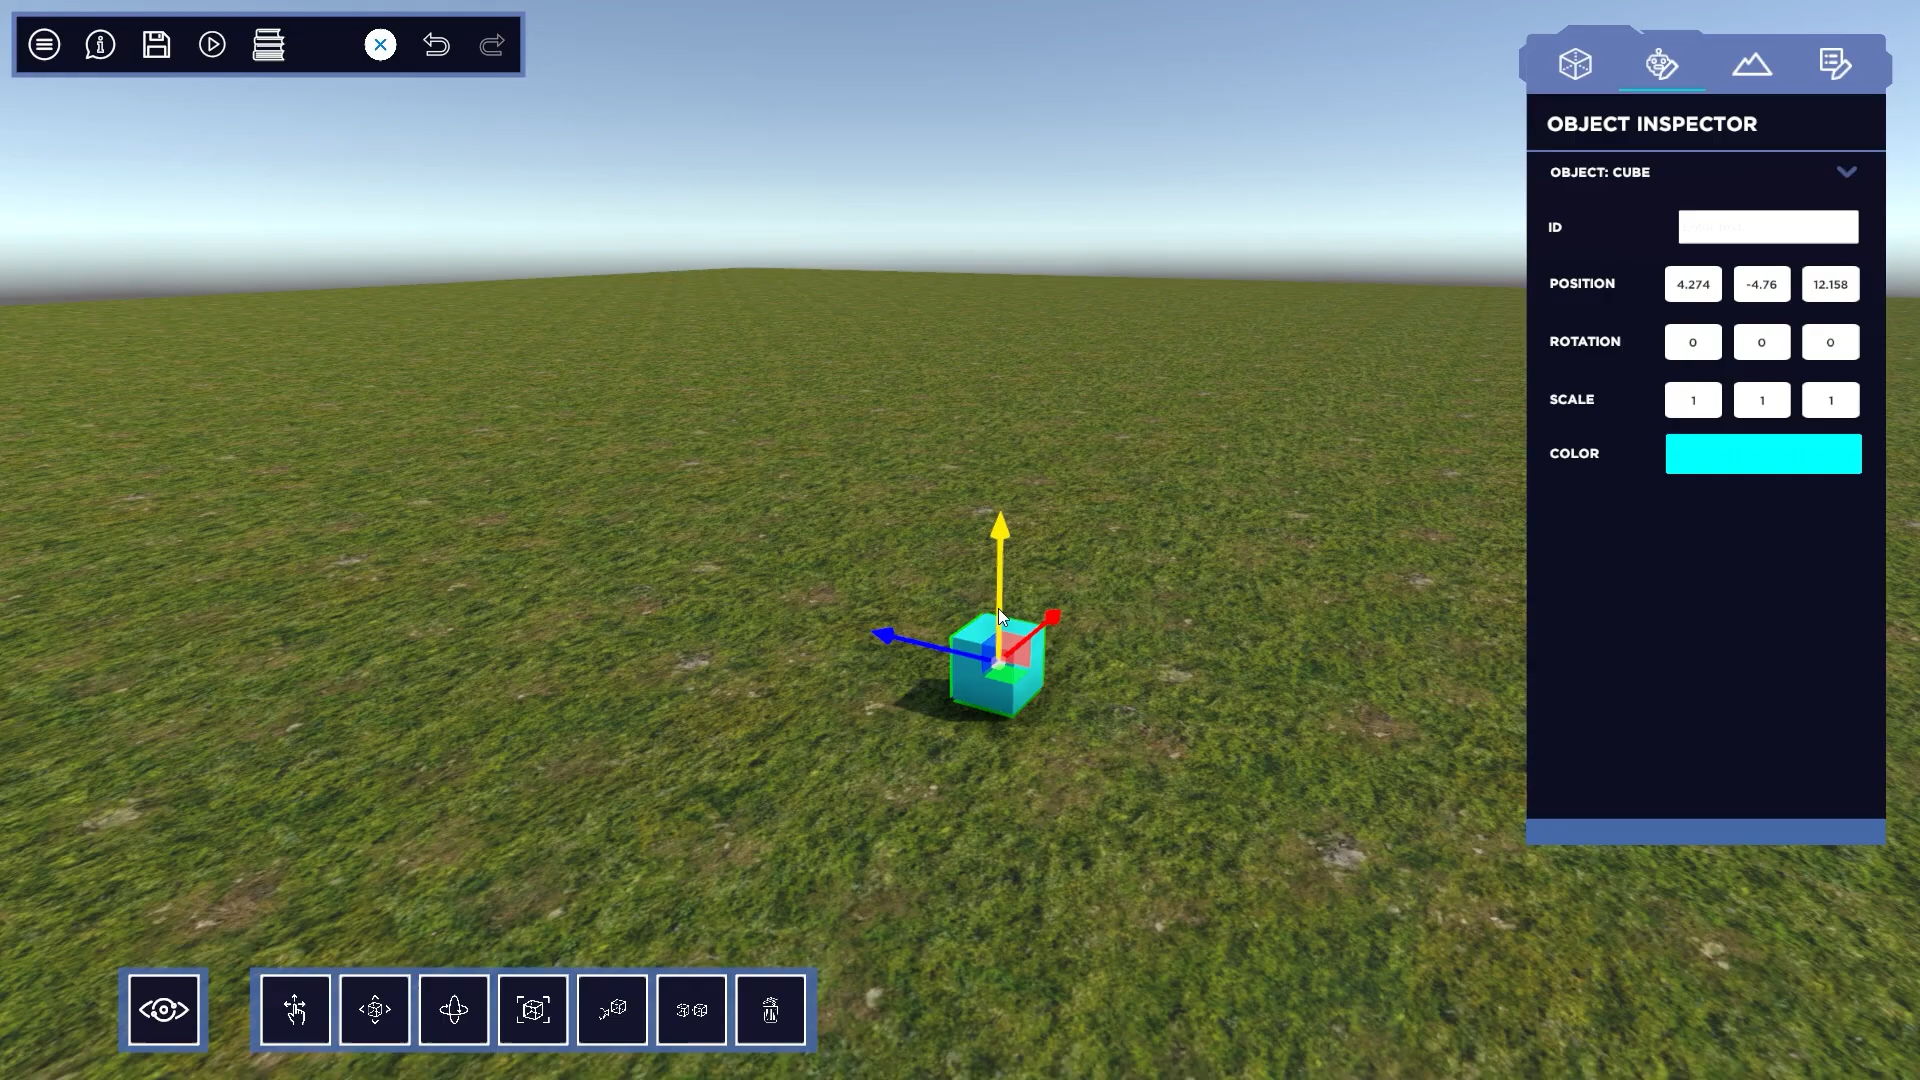 OBJECT INSPECTOR
OBJECT: CUBE
ID
POSITION 4.274 -4.76 12.158
ROTATION 0 0 0
SCALE 1 1 1
COLOR